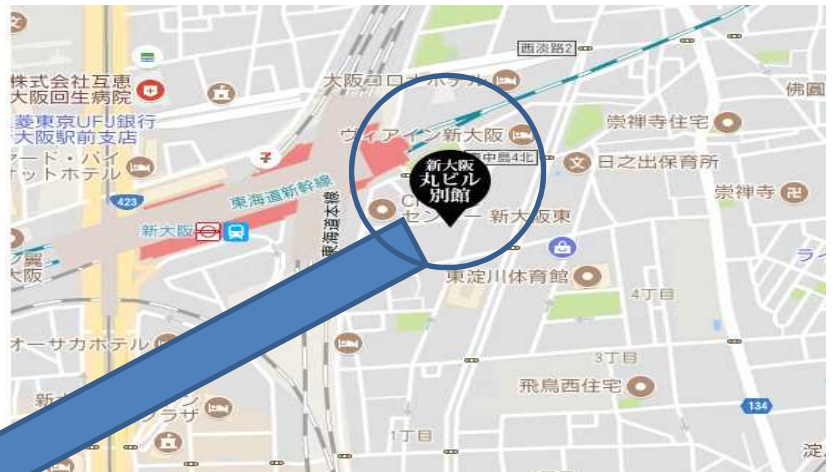 西淡路2
株式会社互恵
大阪回生病院
大阪コロナホテル
佛圓
菱東京UFJ銀行
大阪駅前支店
ヴィアイン新大阪
崇禅寺住宅
東中島4北
日之出保育所
新大阪
丸ビル
別館
423
東海道新幹線
崇禅寺
センター 新大阪東
新大阪
東海道本線
東淀川体育館
4丁目
オーサカホテル
3丁目
飛鳥西住宅
134
プラザ
1丁目